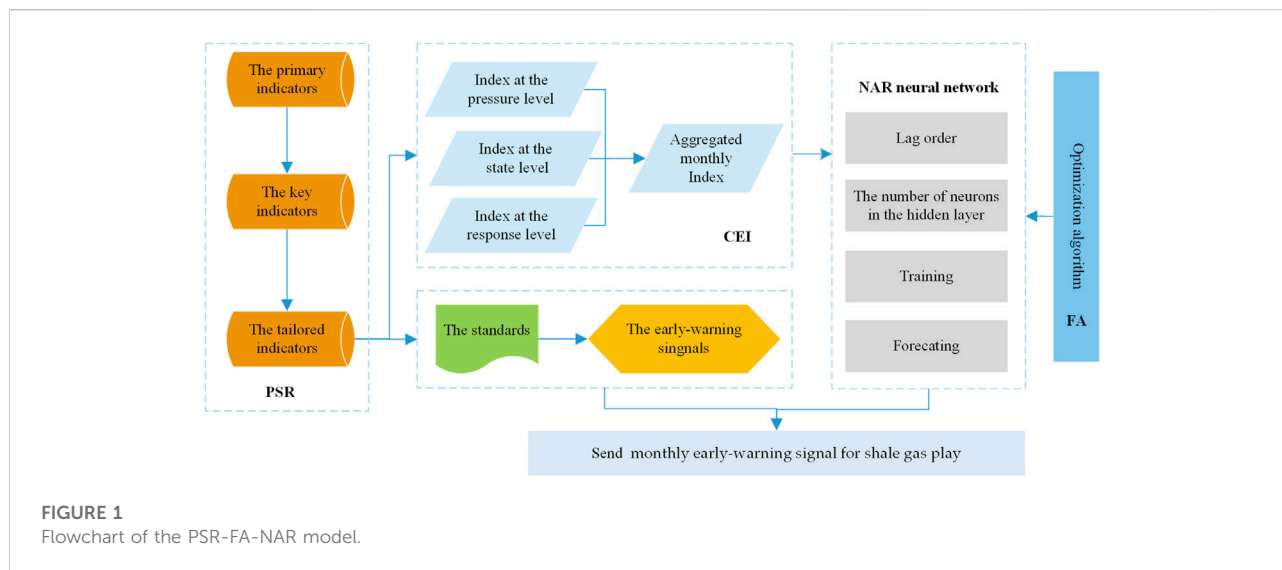 The primary
indicators
The key
indicators
The tailored
indicators
PSR
Index at the
pressure level
Index at the
state level
Index at the
response level
Aggregated
monthly
Index
CEI
The standards
The early-warning
singnals
NAR neural network
Lag order
The number of neurons
in the hidden layer
Training
Forecating
Optimization algorithm
FA
Send monthly early-warning signal for shale gas play
FIGURE 1
Flowchart of the PSR-FA-NAR model.